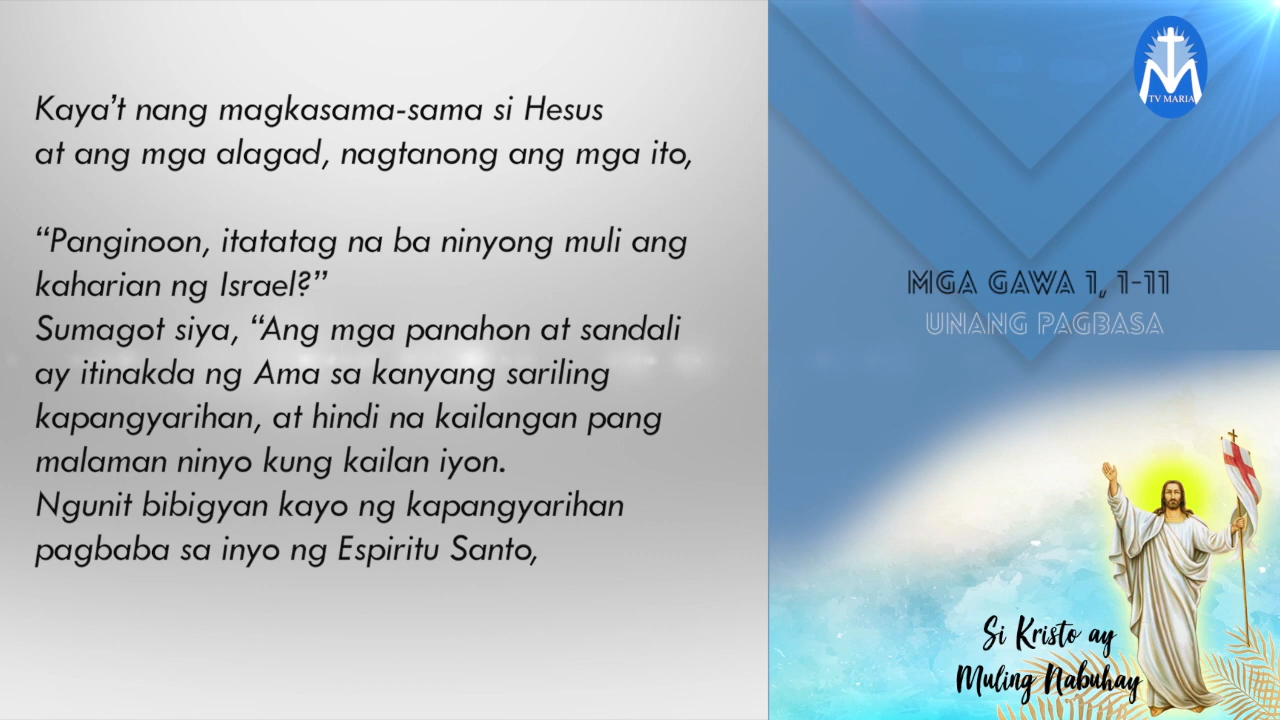 Kaya’t nang magkasama-sama si Hesus
at ang mga alagad, nagtanong ang mga ito,
“Panginoon, itatatag na ba ninyong muli ang
kaharian ng Israel?”
Sumagot siya, “Ang mga panahon at sandali
ay itinakda ng Ama sa kanyang sariling
kapangyarihan, at hindi na kailangan pang
malaman ninyo kung kailan iyon.
Ngunit bibigyan kayo ng kapangyarihan
pagbaba sa inyo ng Espiritu Santo,
TV MARIA
MGA GAWA 1, 1-11
UNANG PAGBASA
Si Kristo ay
Muling Nabuhay